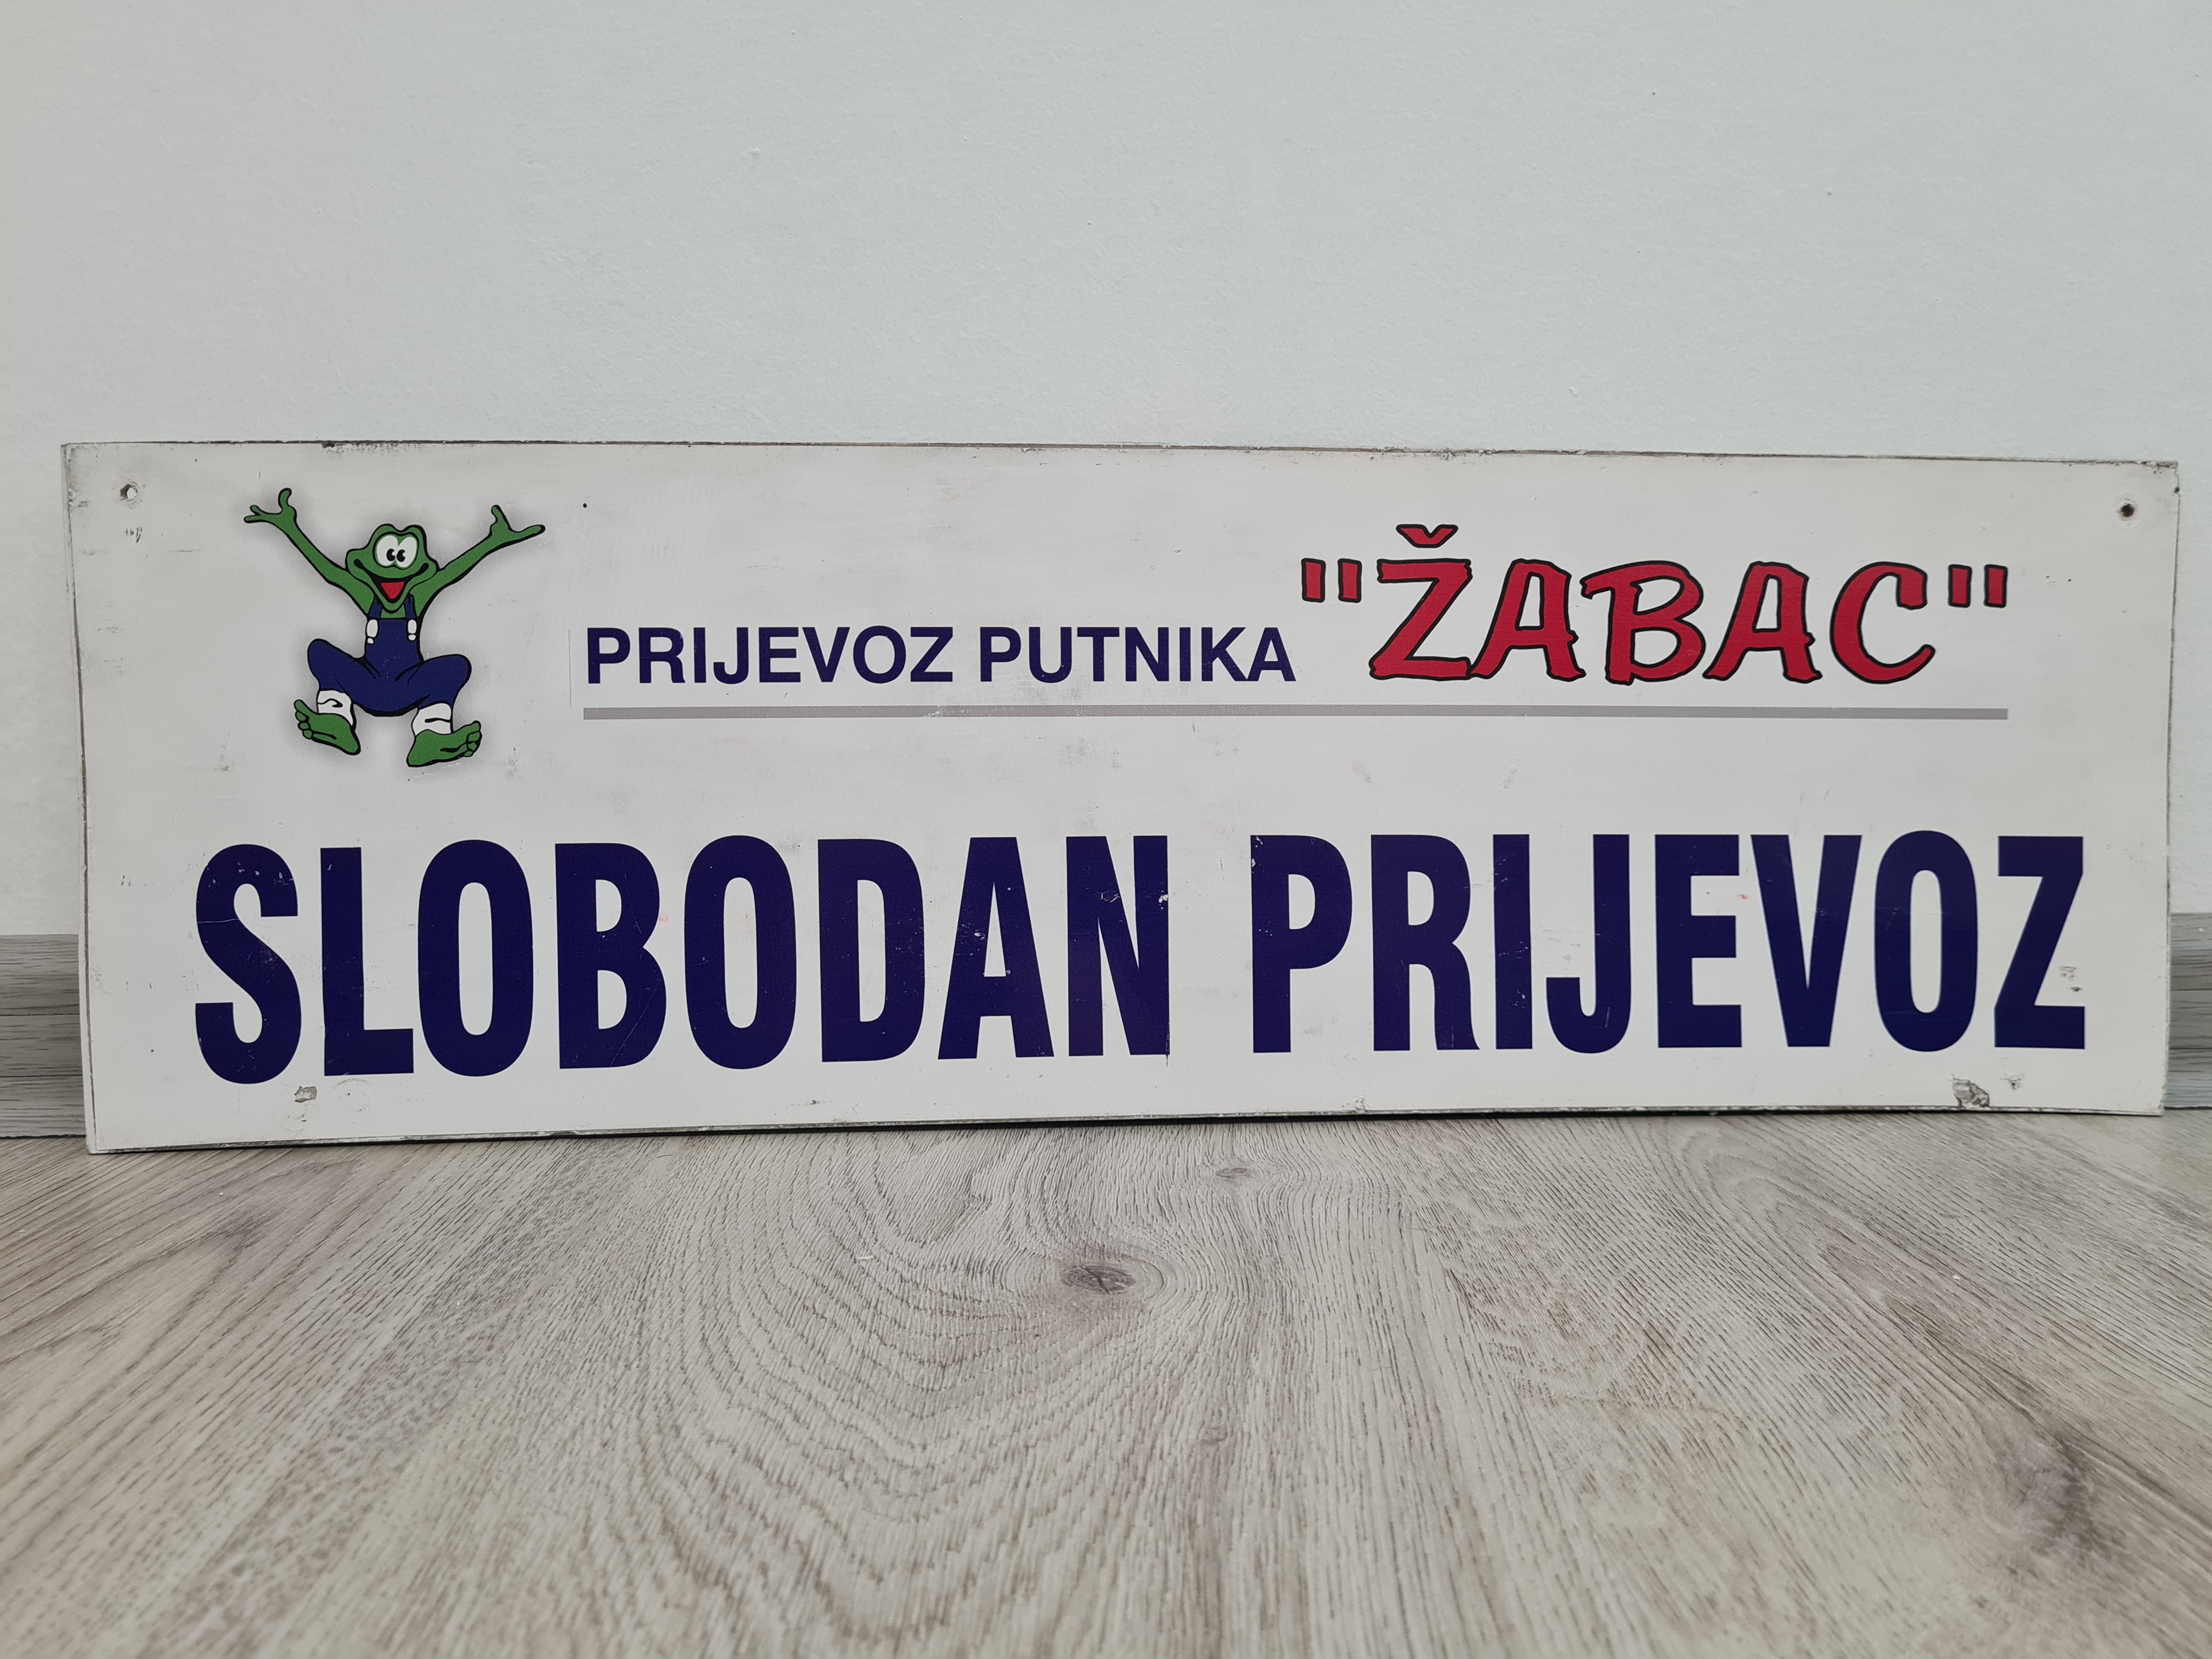 PRIJEVOZ PUTNIKA "ŽABAC"
SLOBODAN PRIJEVOZ